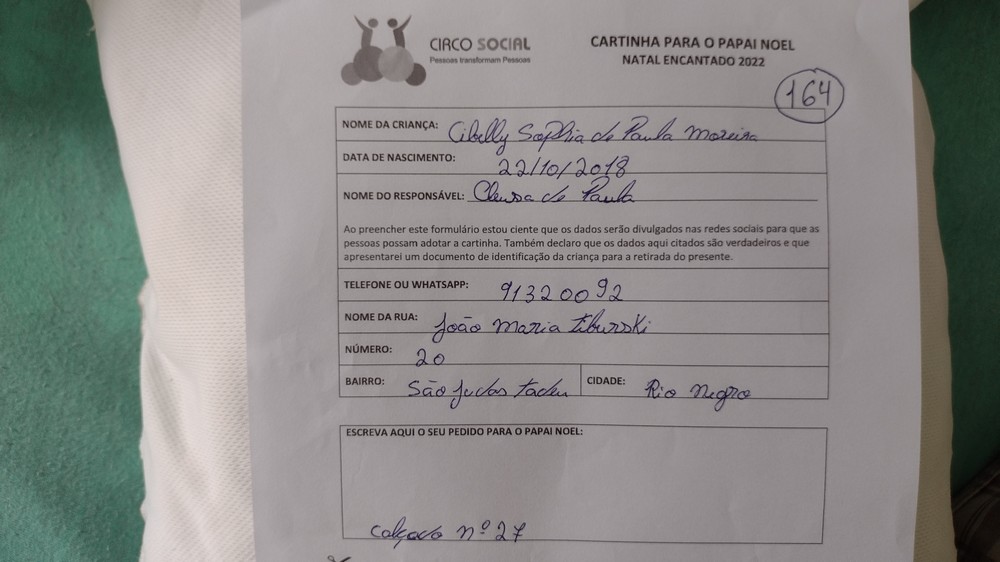 CIRCO SOCIAL
Pessoas transformam Pessoas
CARTINHA PARA O PAPAI NOEL
NATAL ENCANTADO 2022
164
NOME DA CRIANÇA: Cibelly Sophia de Paula Moreira
DATA DE NASCIMENTO: 22/10/2018
NOME DO RESPONSÁVEL: Cleusa de Paula
Ao preencher este formulário estou ciente que os dados serão divulgados nas redes sociais para que as
pessoas possam adotar a cartinha. Também declaro que os dados aqui citados são verdadeiros e que
apresentarei um documento de identificação da criança para a retirada do presente.
TELEFONE OU WHATSAPP: 91320092
NOME DA RUA: João Maria Tiburski
NÚMERO: 20
BAIRRO: São Judas Tadeu CIDADE: Rio Negro
ESCREVA AQUI O SEU PEDIDO PARA O PAPAI NOEL:
calçado nº 27